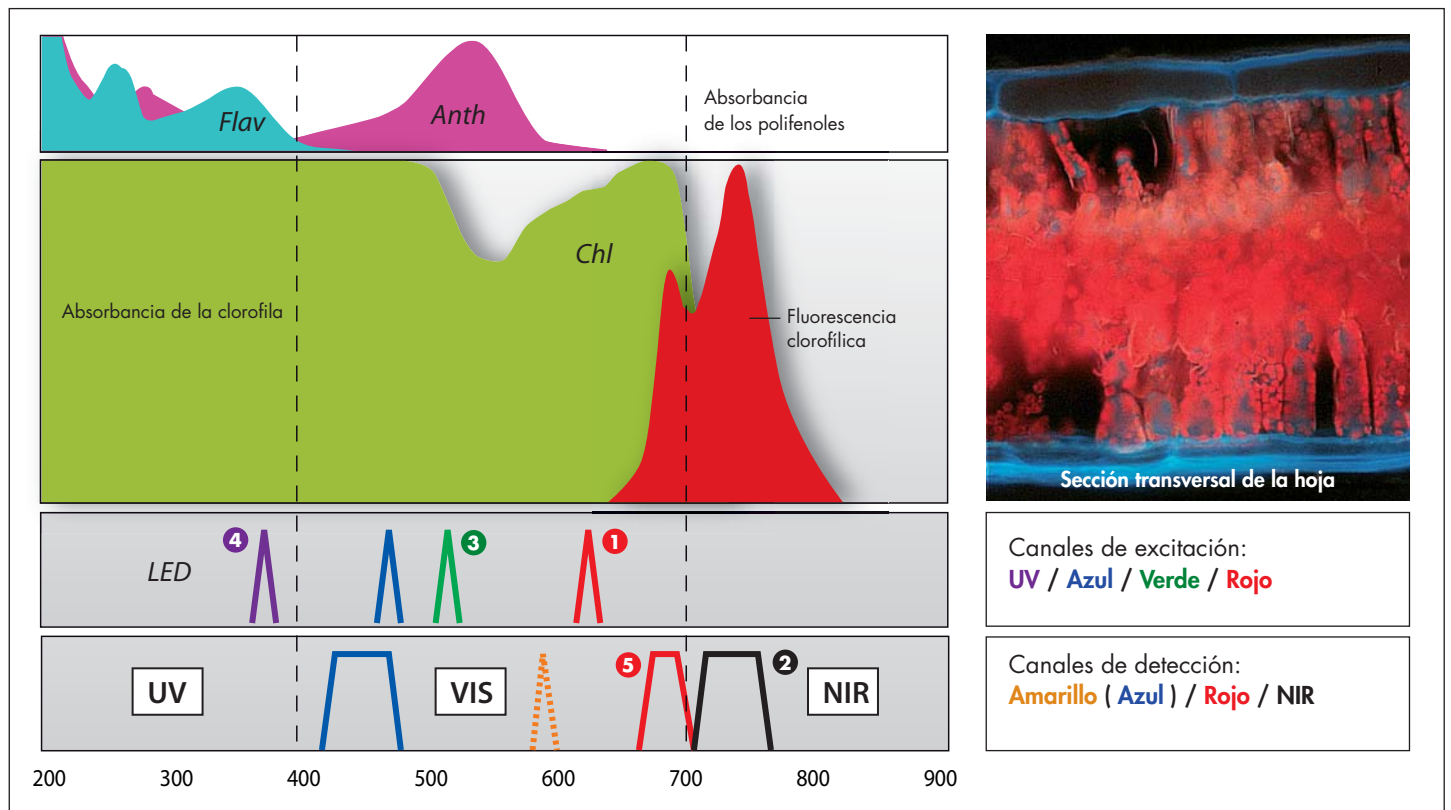 Flav
Anth
Absorbancia
de los polifenoles
Absorbancia de la clorofila
Chl
Fluorescencia
clorofílica
Sección transversal de la hoja
LED
4
3
1
Canales de excitación:
UV / Azul / Verde / Rojo
UV
VIS
5
2
NIR
Canales de detección:
Amarillo ( Azul ) / Rojo / NIR
200 300 400 500 600 700 800 900